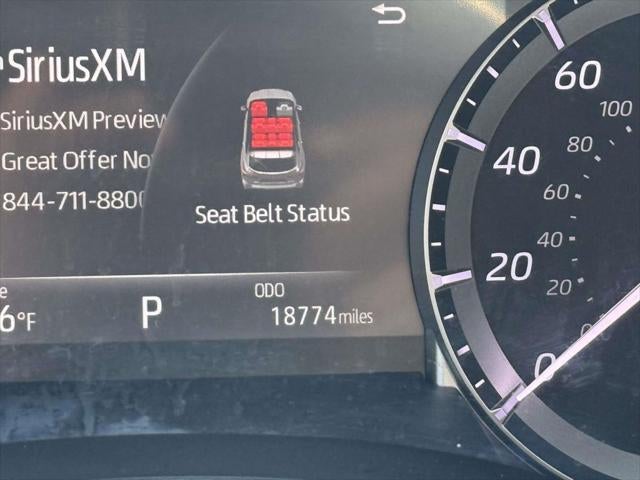 SiriusXM
SiriusXM Preview
Great Offer No
844-711-880
Seat Belt Status
6°F
P
ODO
18774 miles
60
40
20
0
100
80
60
40
20